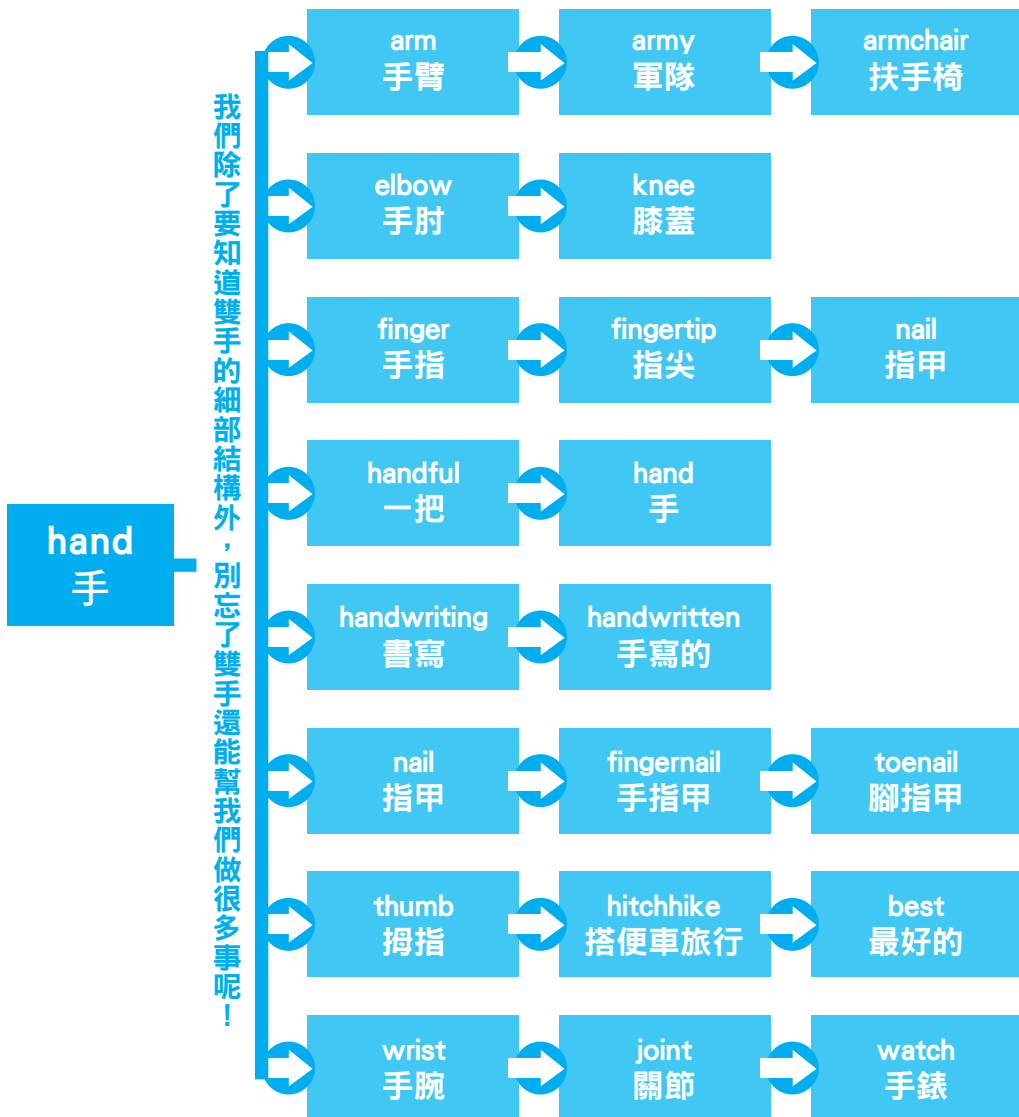 hand
手
我們除了要知道雙手的細部結構外，別忘了雙手還能幫我們做很多事呢！
arm
手臂
army
軍隊
armchair
扶手椅
elbow
手肘
knee
膝蓋
finger
手指
fingertip
指尖
nail
指甲
handful
一把
hand
手
handwriting
書寫
handwritten
手寫的
nail
指甲
fingernail
手指甲
toenail
腳指甲
thumb
拇指
hitchhike
搭便車旅行
best
最好的
wrist
手腕
joint
關節
watch
手錶